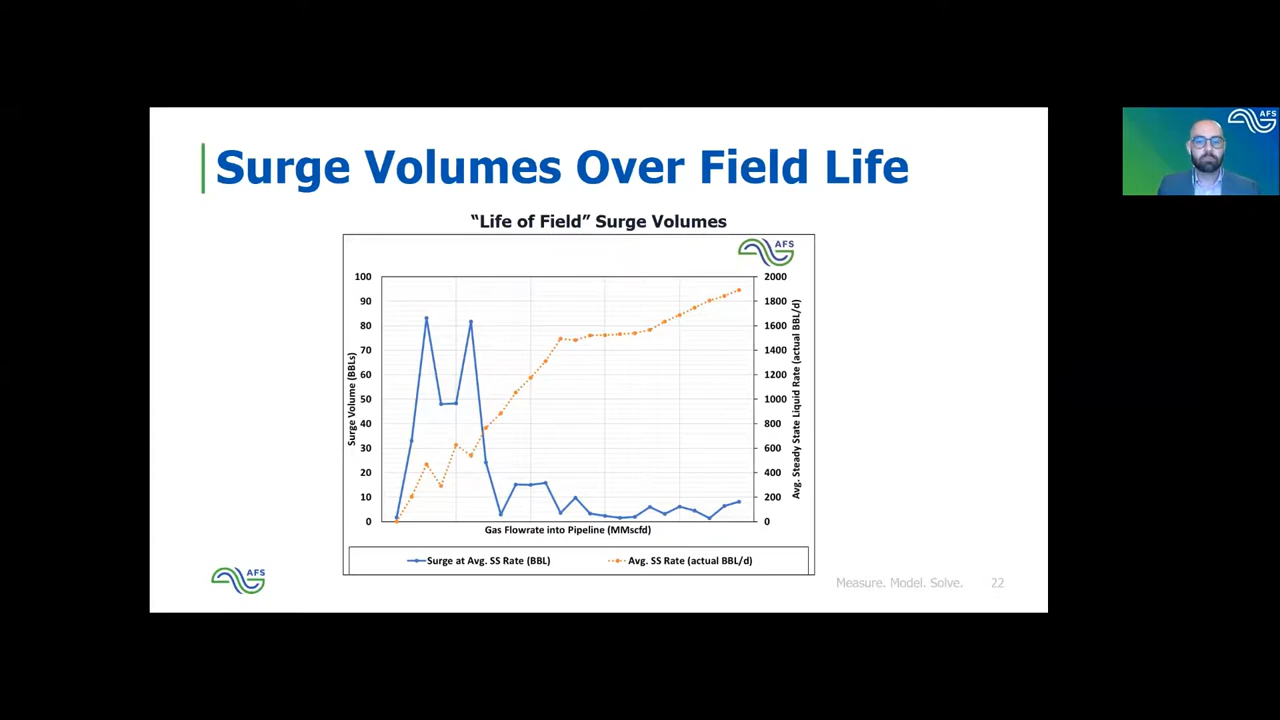 Surge Volumes Over Field Life
“Life of Field” Surge Volumes
AFS
100
90
80
70
60
50
40
30
20
10
0
Surge Volume (BBLs)
2000
1800
1600
1400
1200
1000
800
600
400
200
0
Avg. Steady State Liquid Rate (actual BBL/d)
Gas Flowrate into Pipeline (MMscfd)
Surge at Avg. SS Rate (BBL)
Avg. SS Rate (actual BBL/d)
AFS
Measure. Model. Solve.
22
AFS